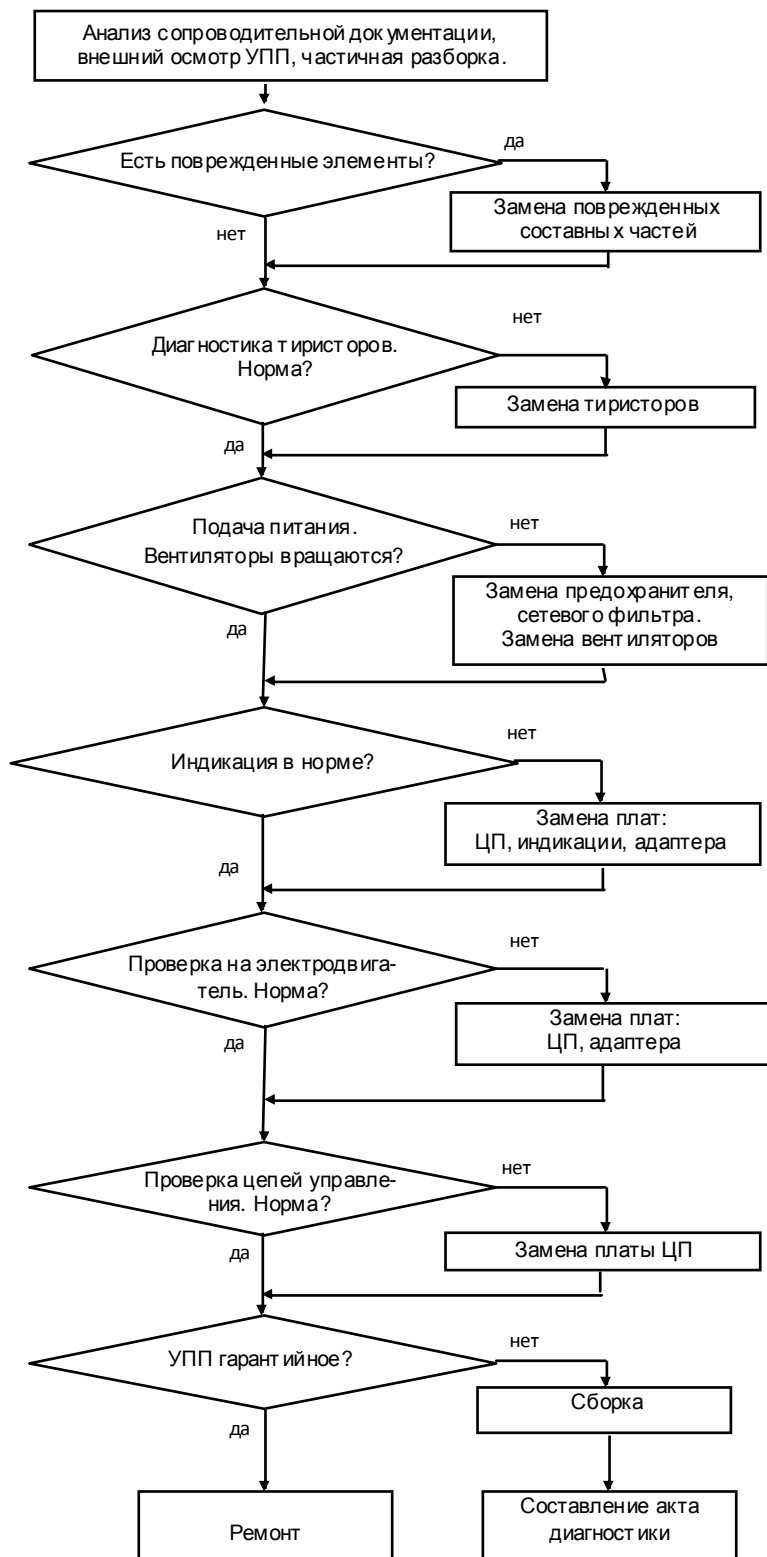 Анализ сопроводительной документации,
внешний осмотр УПП, частичная разборка.
Есть поврежденные элементы?
да
Замена поврежденных
составных частей
нет
Диагностика тиристоров.
Норма?
нет
Замена тиристоров
да
Подача питания.
Вентиляторы вращаются?
нет
Замена предохранителя,
сетевого фильтра.
Замена вентиляторов
да
Индикация в норме?
нет
Замена плат:
ЦП, индикации, адаптера
да
Проверка на электродвига-
тель. Норма?
нет
Замена плат:
ЦП, адаптера
да
Проверка цепей управле-
ния. Норма?
нет
Замена платы ЦП
да
УПП гарантийное?
нет
Сборка
да
Ремонт
Составление акта
диагностики